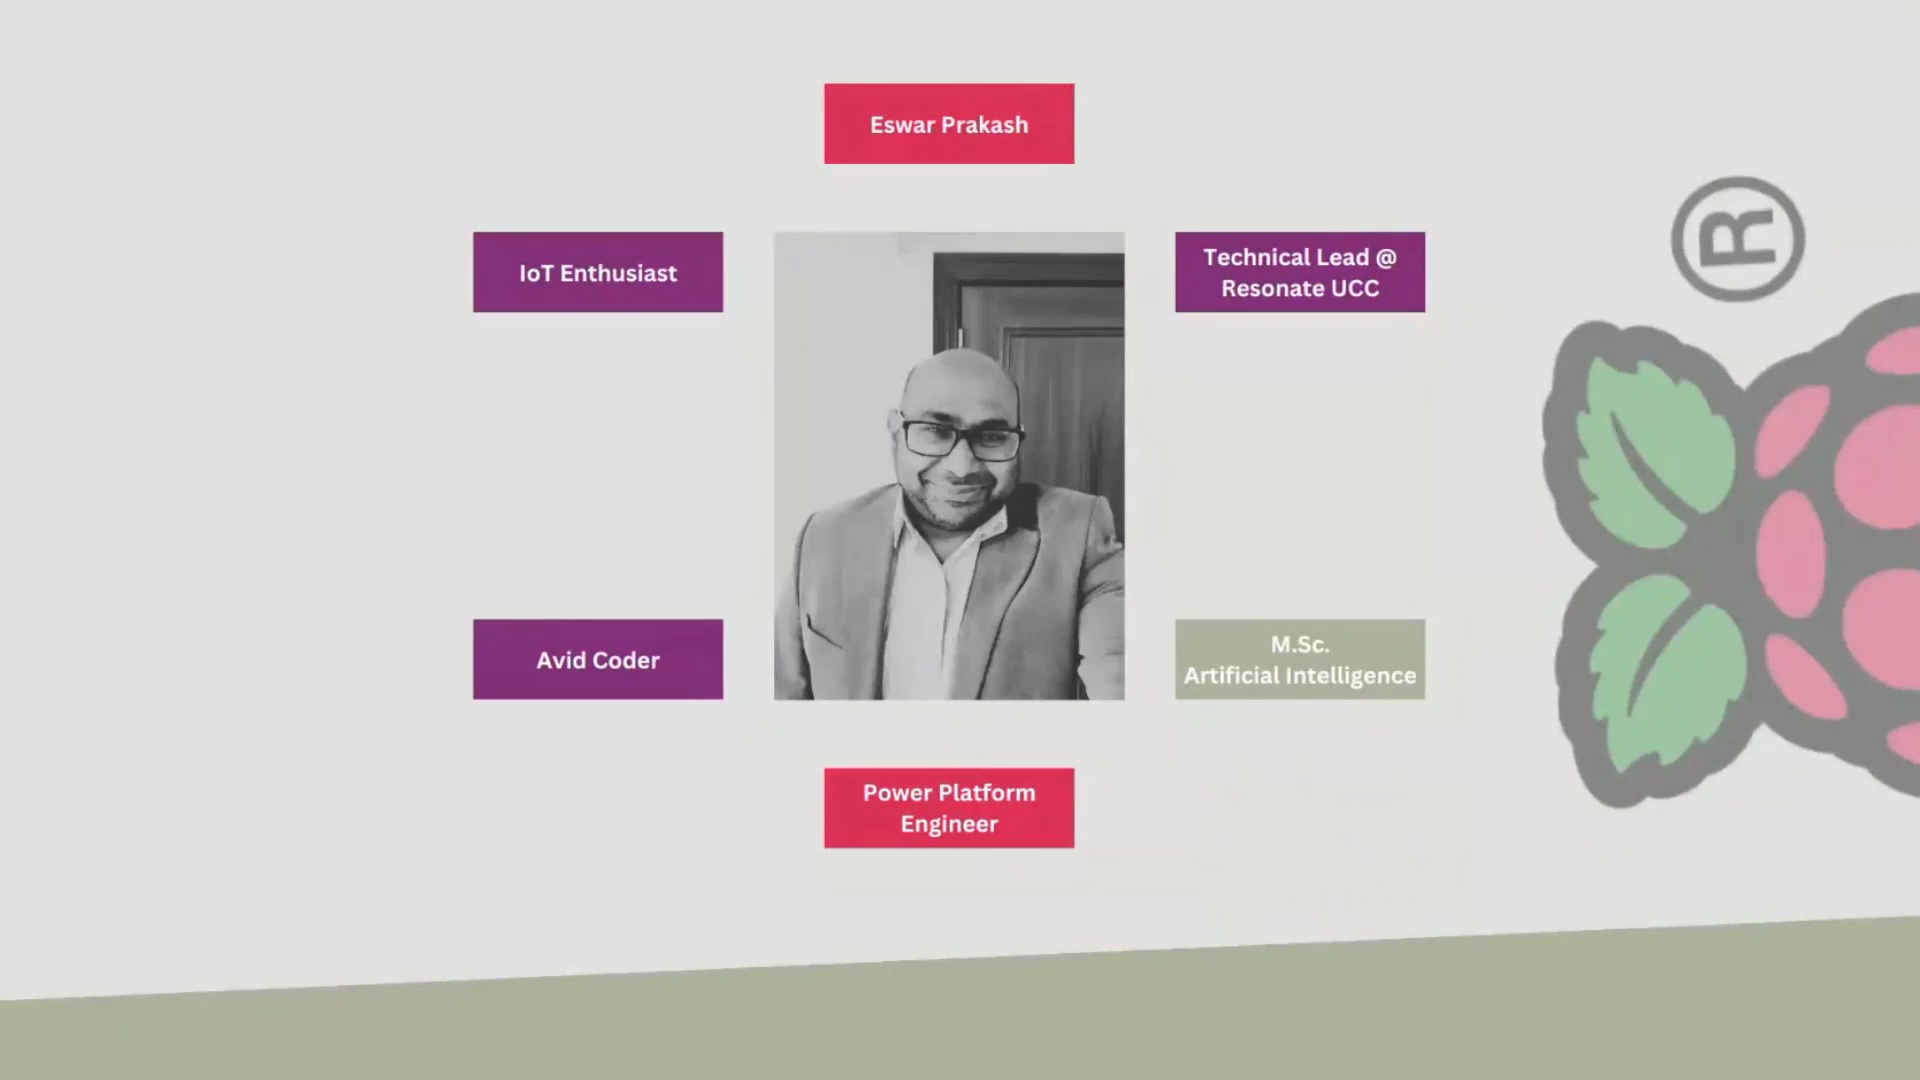 Eswar Prakash
IoT Enthusiast
Technical Lead @
Resonate UCC
Avid Coder
M.Sc.
Artificial Intelligence
Power Platform
Engineer
®